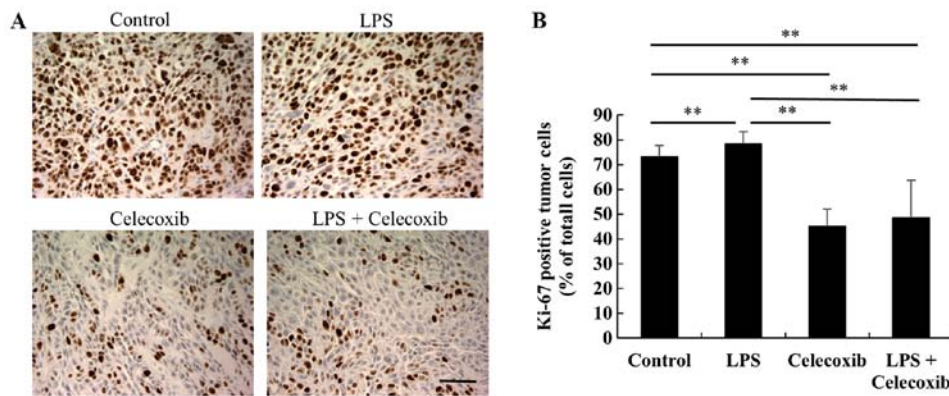 A
Control
LPS
Celecoxib
LPS + Celecoxib
B
**
**
**
** **
Ki-67 positive tumor cells
(% of totall cells)
90
80
70
60
50
40
30
20
10
0
Control LPS Celecoxib LPS +
Celecoxib